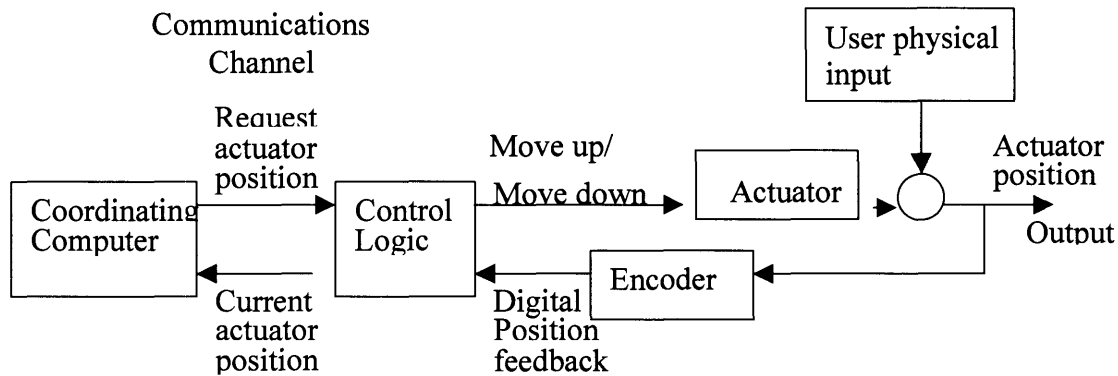 Communications
Channel
User physical
input
Request
actuator
position
Move up/
Move down
Actuator
Actuator
position
Output
Coordinating
Computer
Control
Logic
Encoder
Current
actuator
position
Digital
Position
feedback